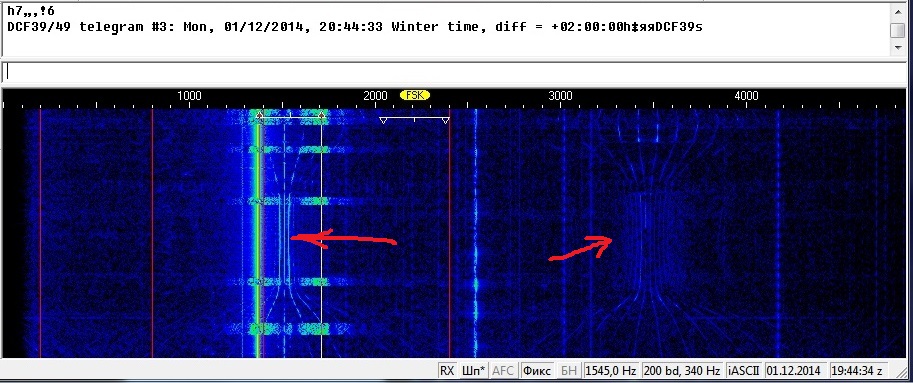 h7„„,!6
DCF39/49 telegram #3: Mon, 01/12/2014, 20:44:33 Winter time, diff = +02:00:00h‡яяDCF39s
1000 2000 FSK 3000 4000
RX Шп* AFC Фикс БН 1545,0 Hz 200 bd, 340 Hz iASCII 01.12.2014 19:44:34 z